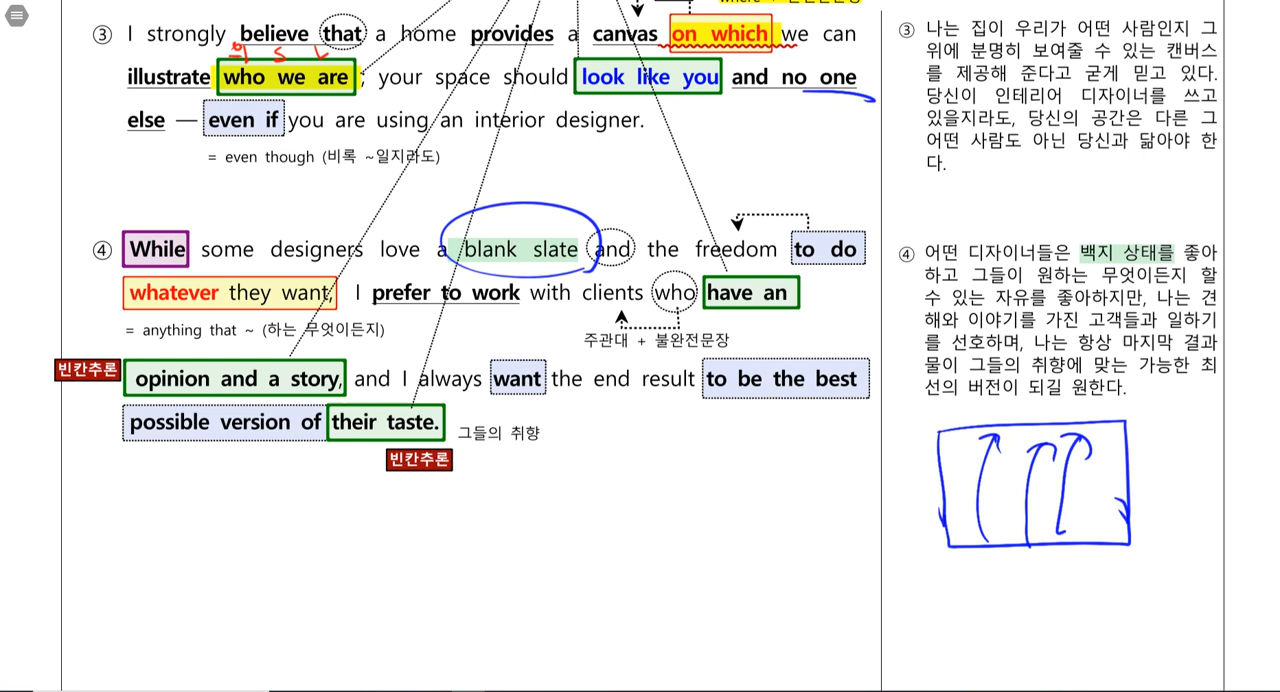 ③ I strongly believe that a home provides a canvas on which we can
illustrate who we are ; your space should look like you and no one
else — even if you are using an interior designer.
= even though (비록 ~일지라도)
④ While some designers love a blank slate and the freedom to do
whatever they want, I prefer to work with clients who have an
= anything that ~ (하는 무엇이든지)
주관대 + 불완전문장
빈칸추론
opinion and a story, and I always want the end result to be the best
possible version of their taste.
그들의 취향
빈칸추론
③ 나는 집이 우리가 어떤 사람인지 그
위에 분명히 보여줄 수 있는 캔버스
를 제공해 준다고 굳게 믿고 있다.
당신이 인테리어 디자이너를 쓰고
있을지라도, 당신의 공간은 다른 그
어떤 사람도 아닌 당신과 닮아야 한
다.
④ 어떤 디자이너들은 백지 상태를 좋아
하고 그들이 원하는 무엇이든지 할
수 있는 자유를 좋아하지만, 나는 견
해와 이야기를 가진 고객들과 일하기
를 선호하며, 나는 항상 마지막 결과
물이 그들의 취향에 맞는 가능한 최
선의 버전이 되길 원한다.